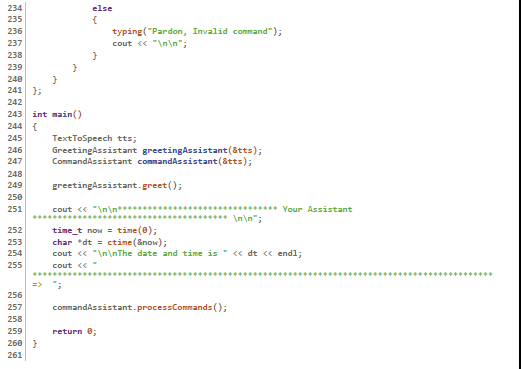 234 else
235 {
236 typing("Pardon, Invalid command");
237 cout << "\n\n";
238 }
239 }
240 }
241 };
242
243 int main()
244 {
245 TextToSpeech tts;
246 GreetingAssistant greetingAssistant(&tts);
247 CommandAssistant commandAssistant(&tts);
248
249 greetingAssistant.greet();
250
251 cout << "\n\n******************************** Your Assistant
*************************************** \n\n";
252 time_t now = time(0);
253 char *dt = ctime(&now);
254 cout << "\n\nThe date and time is " << dt << endl;
255 cout << "
********************************************************************************************
=> ";
256
257 commandAssistant.processCommands();
258
259 return 0;
260 }
261